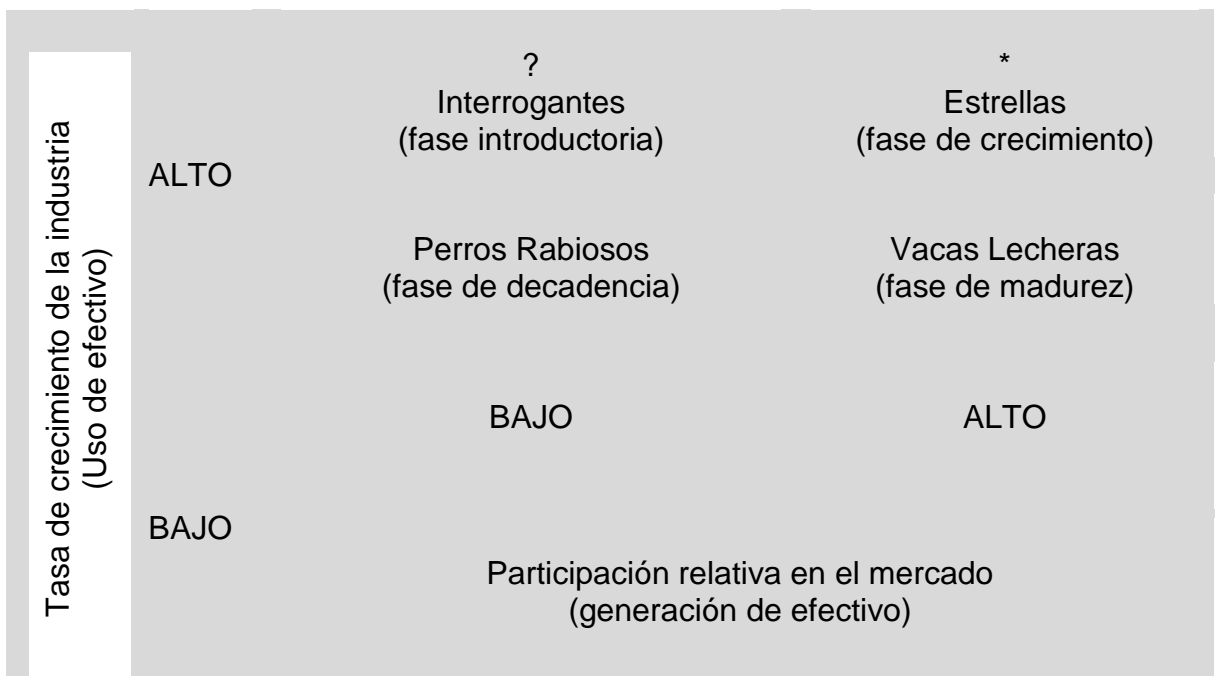 Tasa de crecimiento de la industria
(Uso de efectivo)
ALTO
?
Interrogantes
(fase introductoria)
*
Estrellas
(fase de crecimiento)
Perros Rabiosos
(fase de decadencia)
Vacas Lecheras
(fase de madurez)
BAJO
ALTO
BAJO
Participación relativa en el mercado
(generación de efectivo)